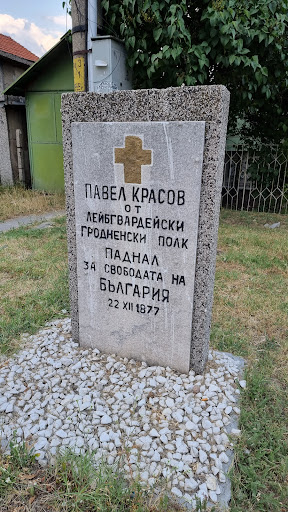 ПАВЕЛ КРАСОВ
ОТ
ЛЕЙБГВАРДЕЙСКИ
ГРОДНЕНСКИ ПОЛК
ПАДНАЛ
ЗА СВОБОДАТА НА
БЪЛГАРИЯ
22 XII 1877